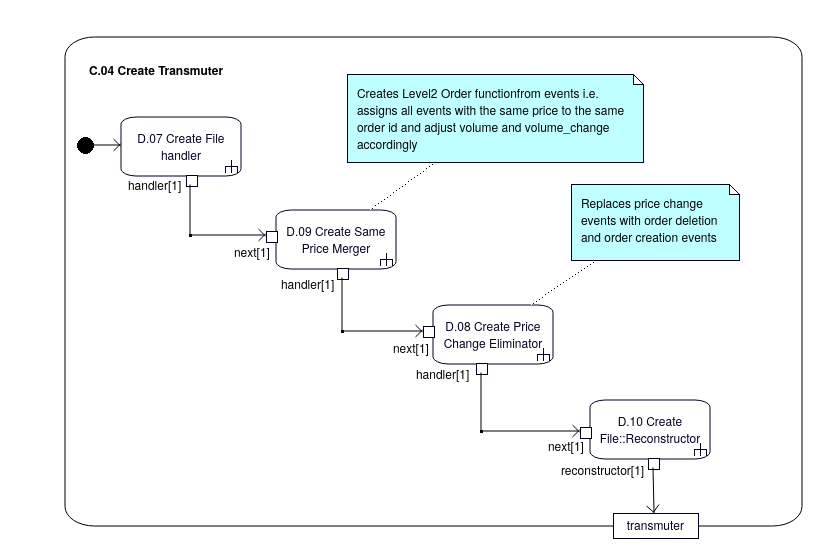 C.04 Create Transmuter
Creates Level2 Order functionfrom events i.e.
assigns all events with the same price to the same
order id and adjust volume and volume_change
accordingly
D.07 Create File
handler
handler[1]
Replaces price change
events with order deletion
and order creation events
D.09 Create Same
Price Merger
next[1]
handler[1]
D.08 Create Price
Change Eliminator
next[1]
handler[1]
D.10 Create
File::Reconstructor
next[1]
reconstructor[1]
transmuter